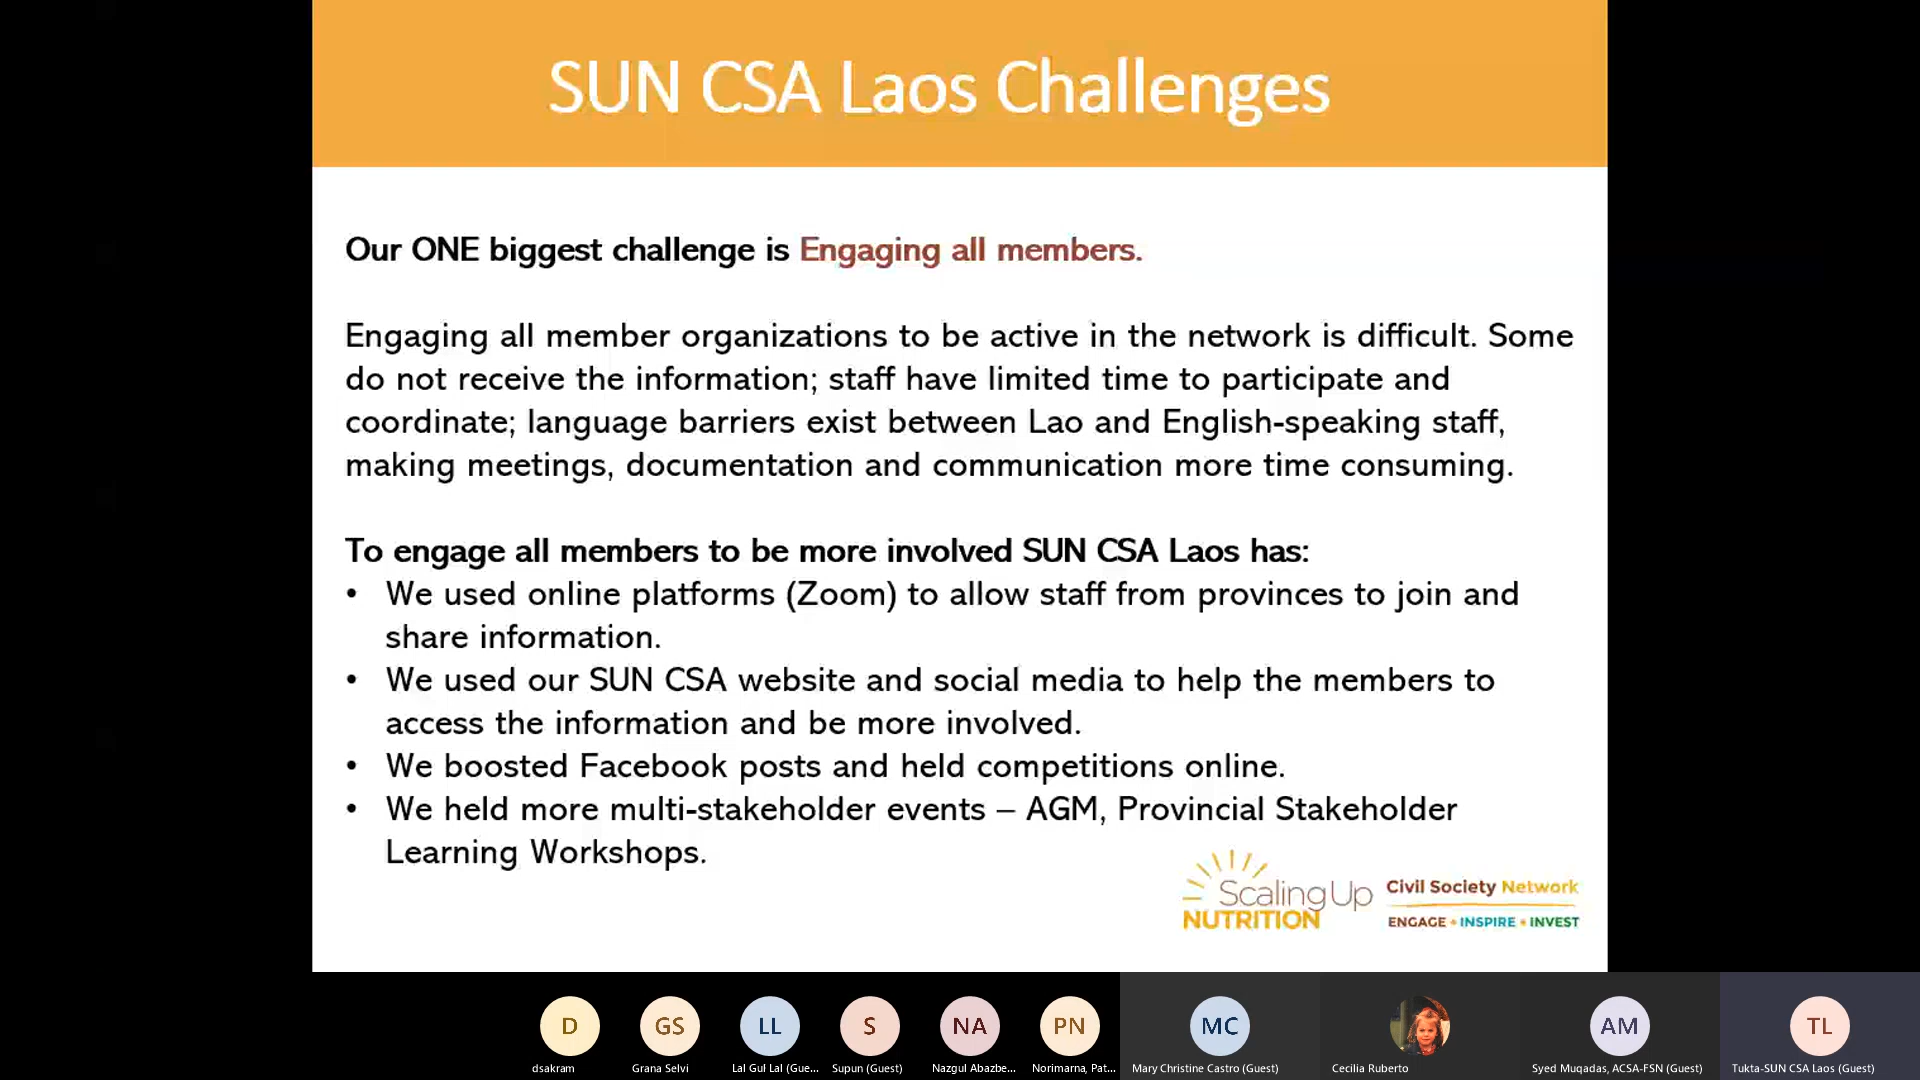 SUN CSA Laos Challenges
Our ONE biggest challenge is Engaging all members.
Engaging all member organizations to be active in the network is difficult. Some
do not receive the information; staff have limited time to participate and
coordinate; language barriers exist between Lao and English-speaking staff,
making meetings, documentation and communication more time consuming.
To engage all members to be more involved SUN CSA Laos has:
• We used online platforms (Zoom) to allow staff from provinces to join and
share information.
• We used our SUN CSA website and social media to help the members to
access the information and be more involved.
• We boosted Facebook posts and held competitions online.
• We held more multi-stakeholder events – AGM, Provincial Stakeholder
Learning Workshops.
Scaling Up
NUTRITION
Civil Society Network
ENGAGE • INSPIRE • INVEST
D
GS
LL
S
NA
PN
MC
AM
TL
dsakram
Grana Selvi
Lal Gul Lal (Gue...
Supun (Guest)
Nazgul Abazbe...
Norimarna, Pat...
Mary Christine Castro (Guest)
Cecilia Ruberto
Syed Muqadas, ACSA-FSN (Guest)
Tukta-SUN CSA Laos (Guest)